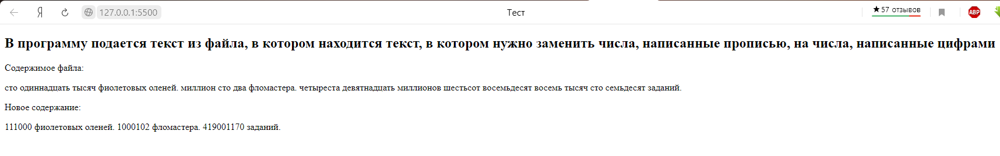 Я 127.0.0.1:5500 Тест ★57 отзывов ABP
В программу подается текст из файла, в котором находится текст, в котором нужно заменить числа, написанные прописью, на числа, написанные цифрами
Содержимое файла:
сто одиннадцать тысяч фиолетовых оленей. миллион сто два фломастера. четыреста девятнадцать миллионов шестьсот восемьдесят восемь тысяч сто семьдесят заданий.
Новое содержание:
111000 фиолетовых оленей. 1000102 фломастера. 419001170 заданий.